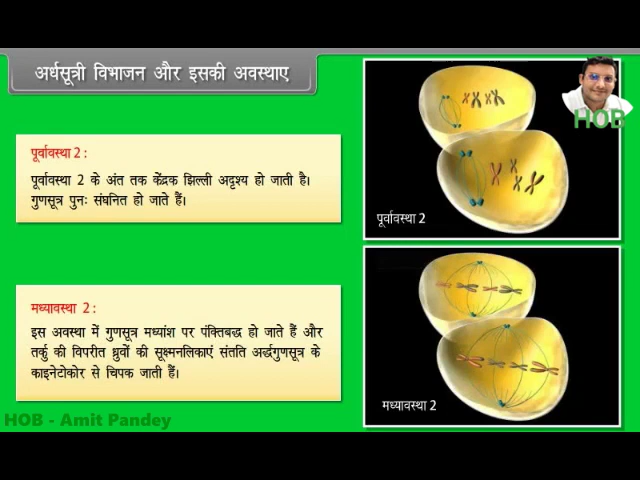 अर्धसूत्री विभाजन और इसकी अवस्थाए
HOB
पूर्वावस्था 2 :
पूर्वावस्था 2 के अंत तक केंद्रक झिल्ली अदृश्य हो जाती है।
गुणसूत्र पुनः संघनित हो जाते हैं।
पूर्वावस्था 2
मध्यावस्था 2 :
इस अवस्था में गुणसूत्र मध्यांश पर पंक्तिबद्ध हो जाते हैं और
तर्कु की विपरीत ध्रुवों की सूक्ष्मनलिकाएं संतति अर्द्धगुणसूत्र के
काइनेटोकोर से चिपक जाती हैं।
मध्यावस्था 2
HOB - Amit Pandey